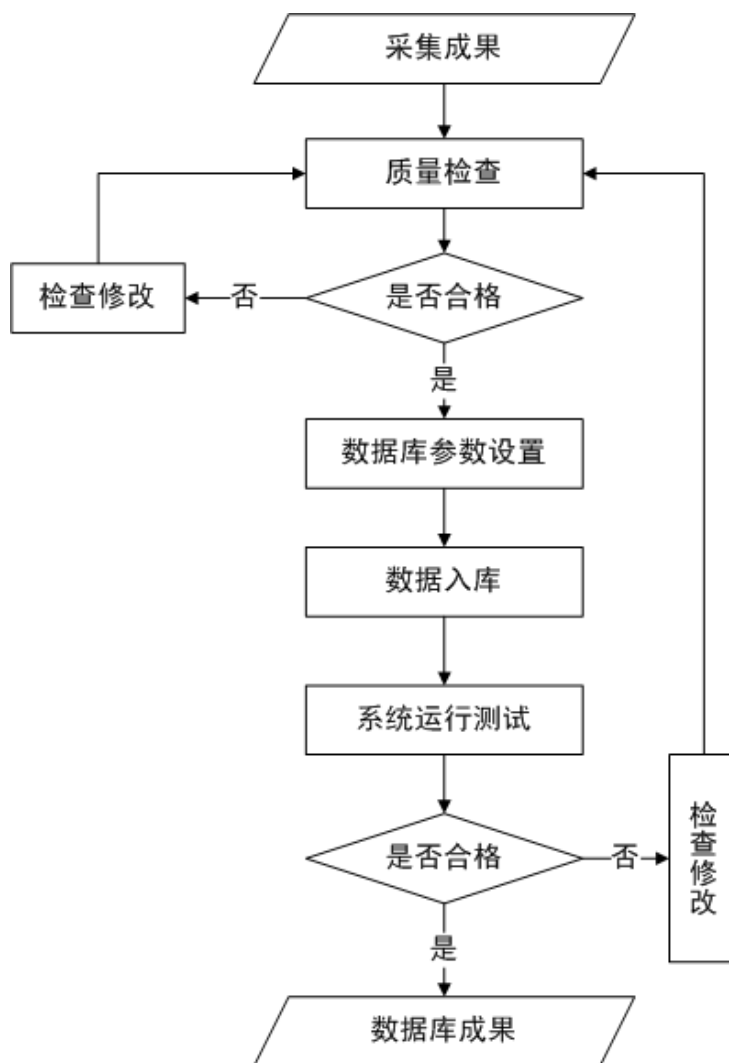 采集成果
质量检查
是否合格
否
检查修改
是
数据库参数设置
数据入库
系统运行测试
是否合格
否
检查修改
是
数据库成果